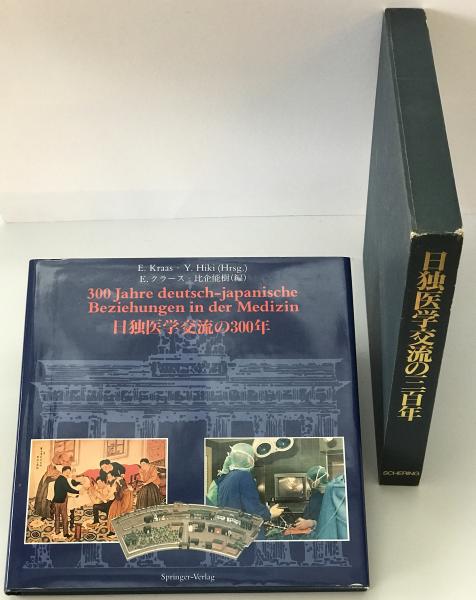 E. Kraas · Y. Hiki (Hrsg.)
E. クラース · 比企能樹(編)
300 Jahre deutsch-japanische
Beziehungen in der Medizin
日独医学交流の300年
Springer-Verlag
日独医学交流の三百年
SCHERING